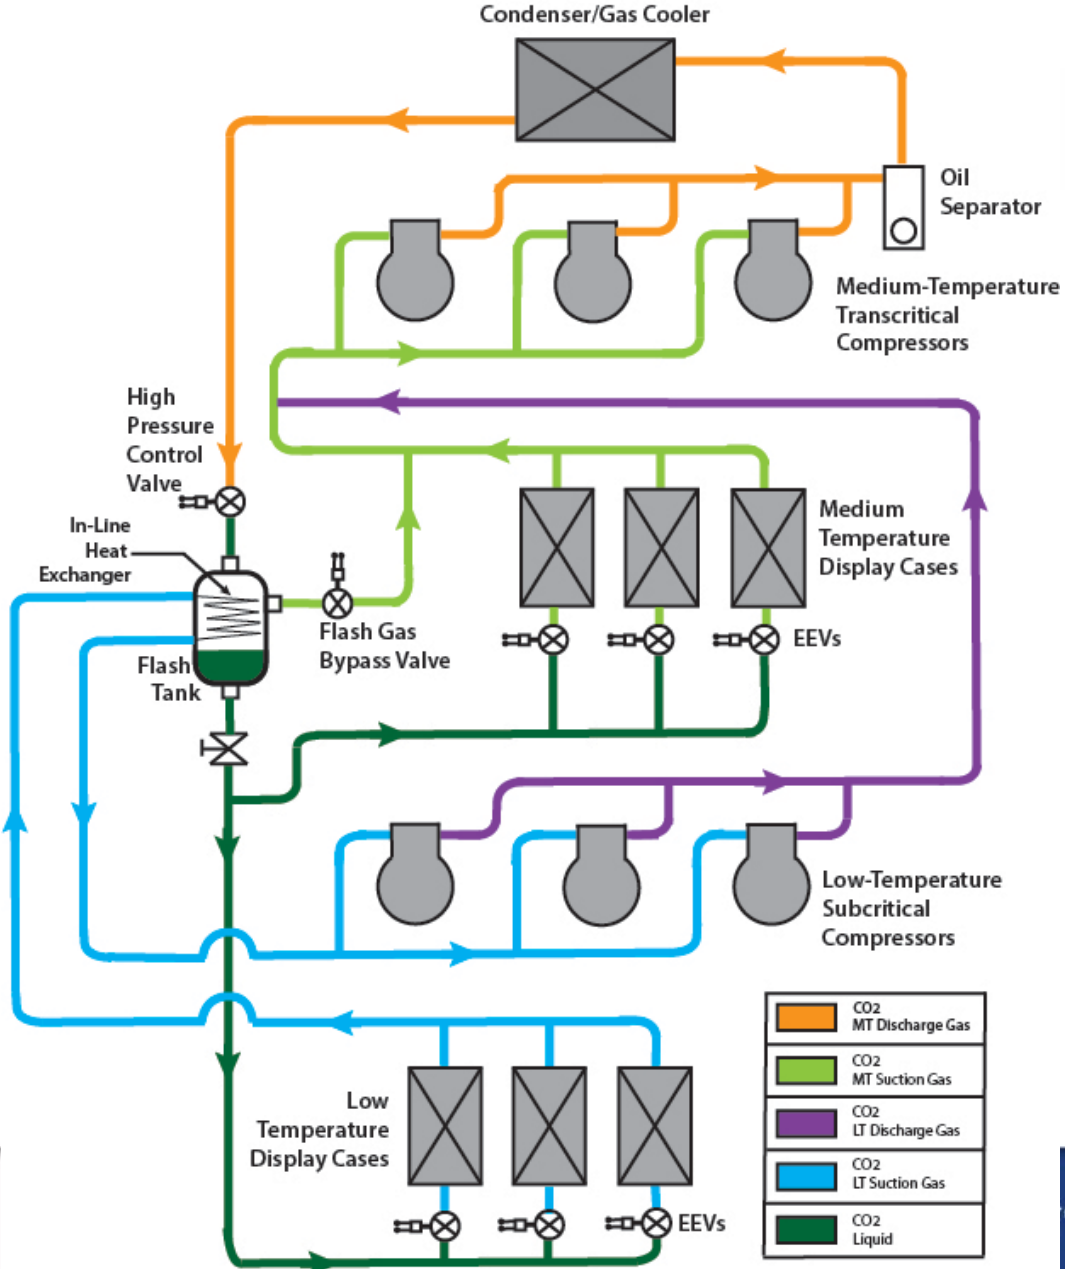 Condenser/Gas Cooler
Oil
Separator
Medium-Temperature
Transcritical
Compressors
High
Pressure
Control
Valve
In-Line
Heat
Exchanger
Flash Gas
Bypass Valve
Flash
Tank
Medium
Temperature
Display Cases
EEVs
Low-Temperature
Subcritical
Compressors
Low
Temperature
Display Cases
EEVs
CO2
MT Discharge Gas
CO2
MT Suction Gas
CO2
LT Discharge Gas
CO2
LT Suction Gas
CO2
Liquid